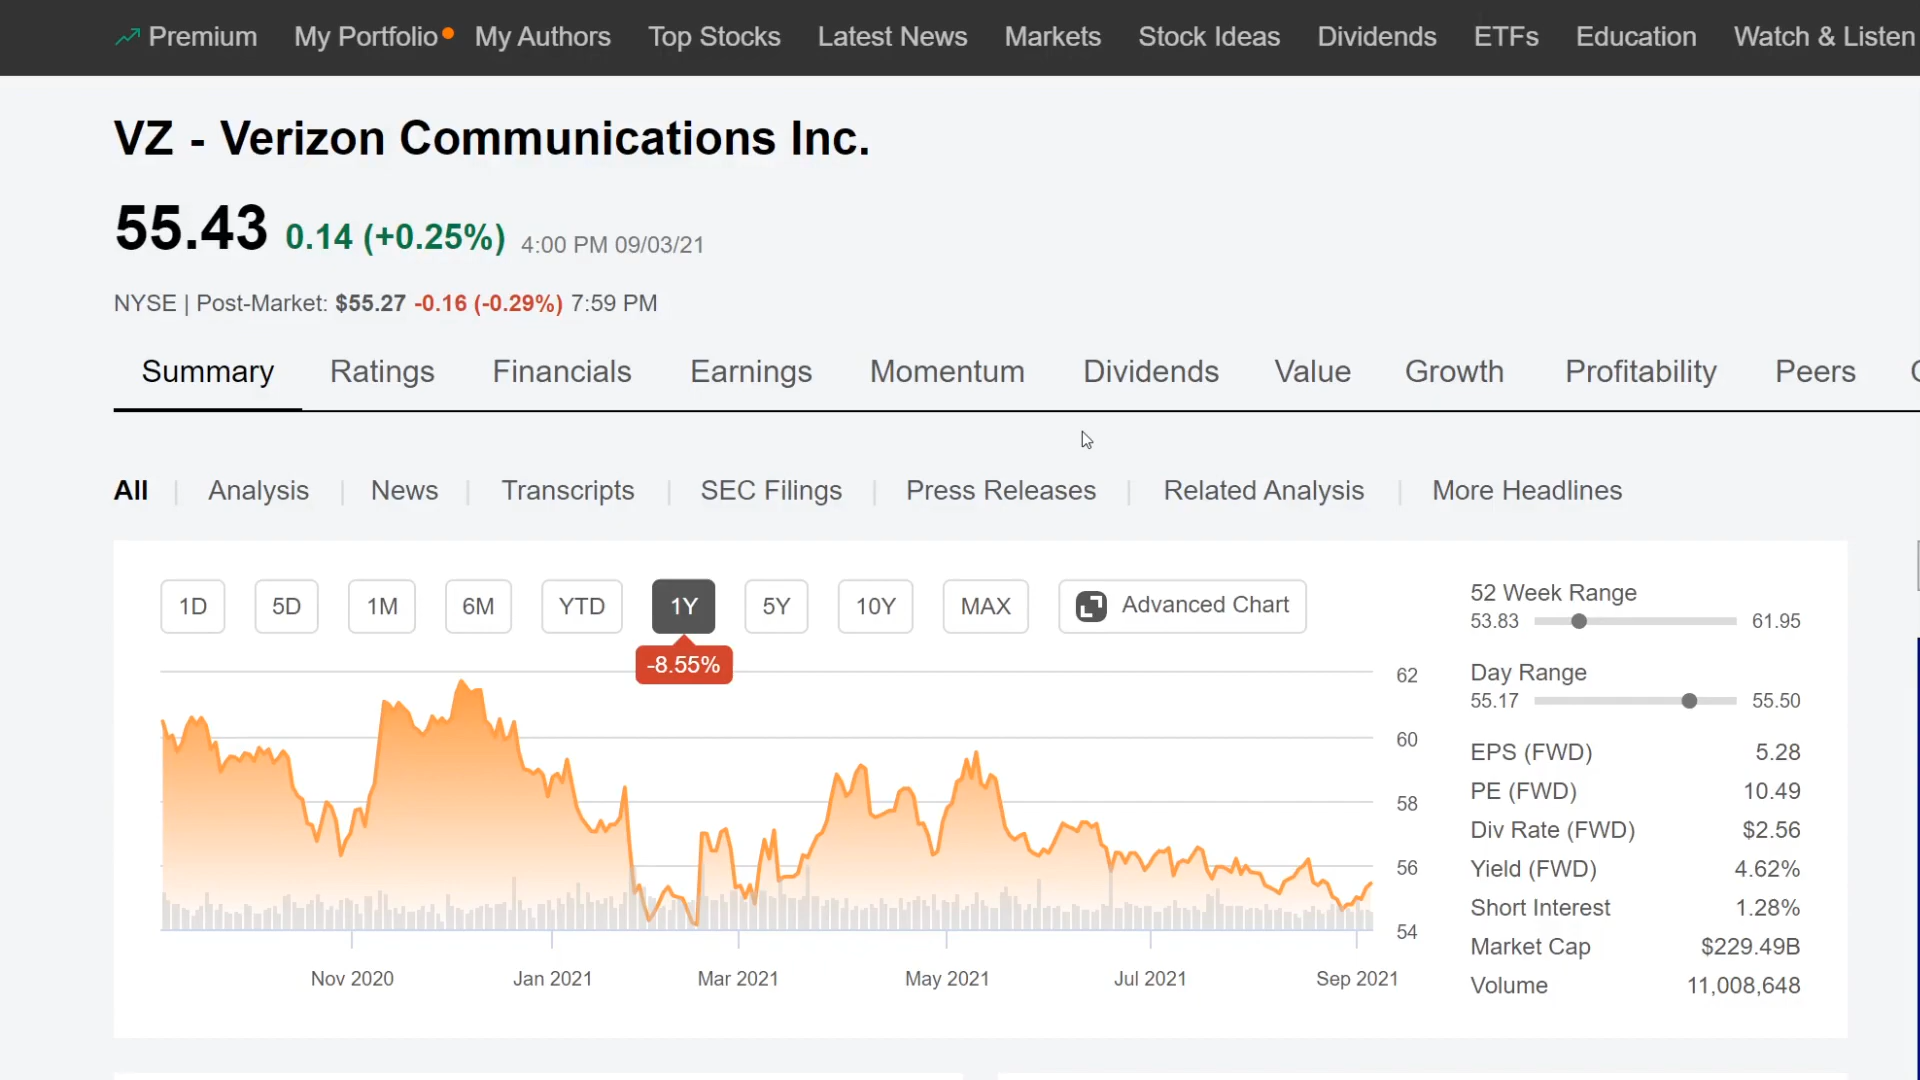 Premium My Portfolio My Authors Top Stocks Latest News Markets Stock Ideas Dividends ETFs Education Watch & Listen
VZ - Verizon Communications Inc.
55.43 0.14 (+0.25%) 4:00 PM 09/03/21
NYSE | Post-Market: $55.27 -0.16 (-0.29%) 7:59 PM
Summary Ratings Financials Earnings Momentum Dividends Value Growth Profitability Peers
All | Analysis | News | Transcripts | SEC Filings | Press Releases | Related Analysis | More Headlines
1D 5D 1M 6M YTD 1Y 5Y 10Y MAX Advanced Chart
-8.55%
62
60
58
56
54
Nov 2020 Jan 2021 Mar 2021 May 2021 Jul 2021 Sep 2021
52 Week Range
53.83 61.95
Day Range
55.17 55.50
EPS (FWD) 5.28
PE (FWD) 10.49
Div Rate (FWD) $2.56
Yield (FWD) 4.62%
Short Interest 1.28%
Market Cap $229.49B
Volume 11,008,648